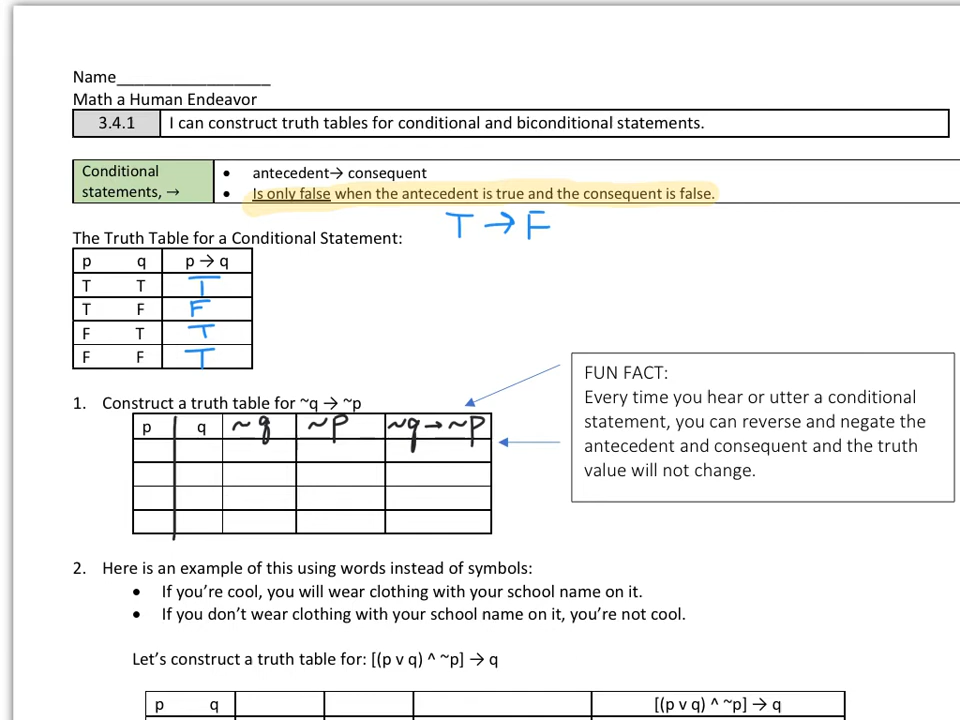 Name_________________
Math a Human Endeavor
3.4.1 I can construct truth tables for conditional and biconditional statements.
Conditional statements, → • antecedent→ consequent
• Is only false when the antecedent is true and the consequent is false.
T → F
The Truth Table for a Conditional Statement:
p q p → q
T T T
T F F
F T T
F F T
1. Construct a truth table for ~q → ~p
p q ~q ~p ~q→~p
FUN FACT:
Every time you hear or utter a conditional
statement, you can reverse and negate the
antecedent and consequent and the truth
value will not change.
2. Here is an example of this using words instead of symbols:
• If you’re cool, you will wear clothing with your school name on it.
• If you don’t wear clothing with your school name on it, you’re not cool.
Let’s construct a truth table for: [(p v q) ^ ~p] → q
p q [(p v q) ^ ~p] → q